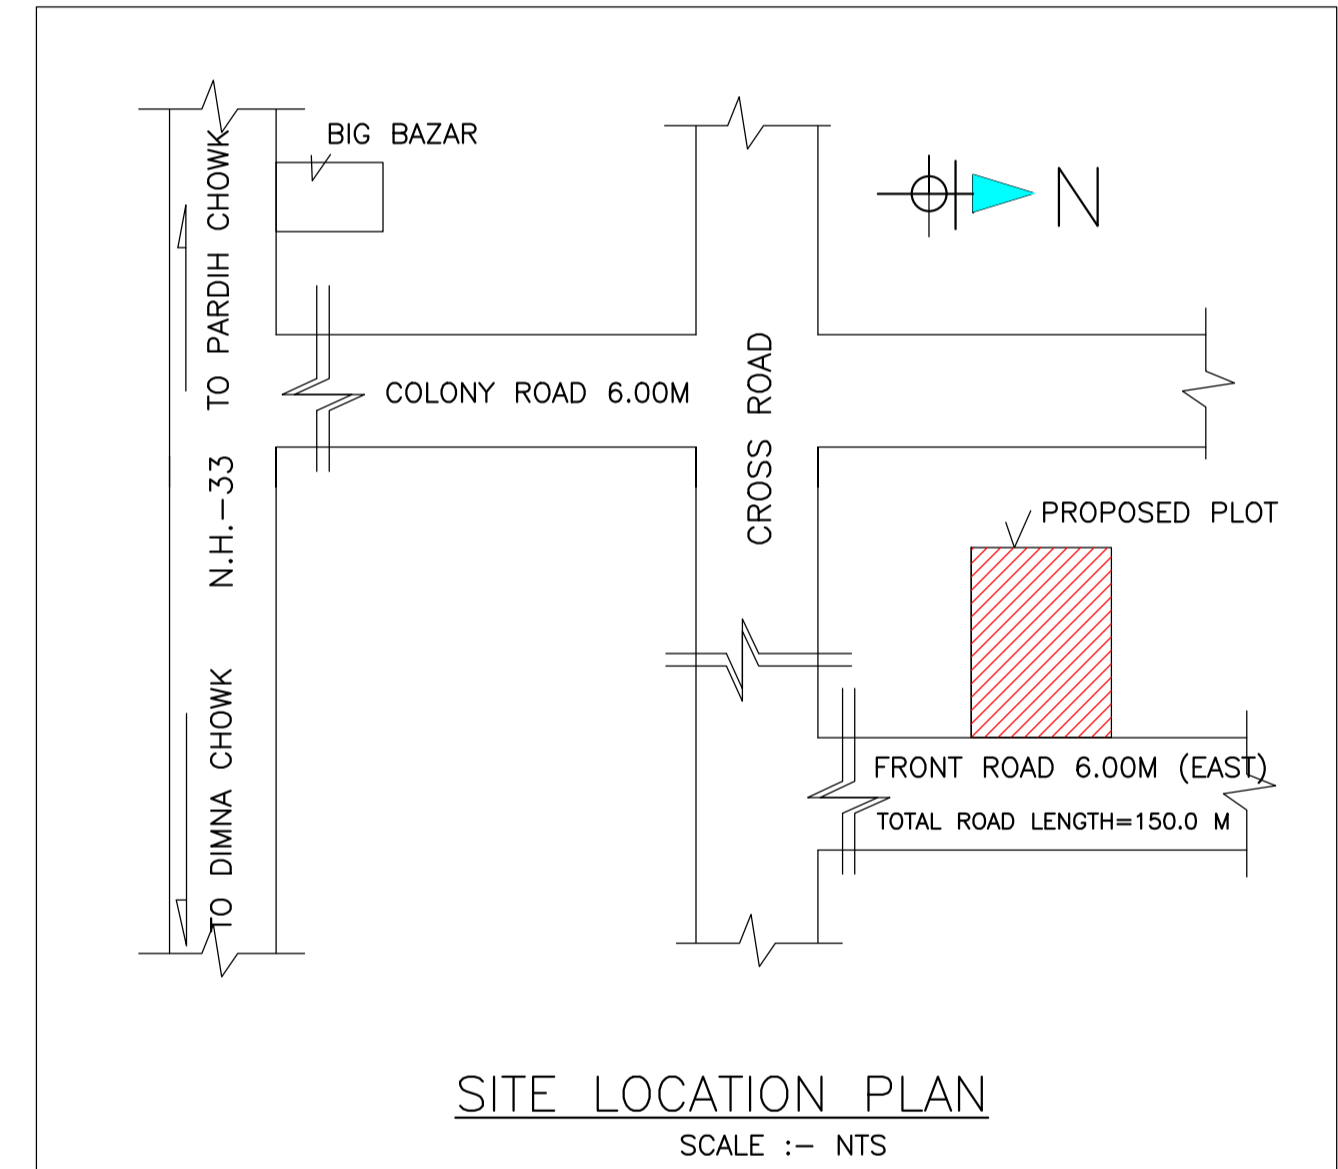 BIG BAZAR
N
TO PARDIH CHOWK
N.H.-33
TO DIMNA CHOWK
COLONY ROAD 6.00M
CROSS ROAD
PROPOSED PLOT
FRONT ROAD 6.00M (EAST)
TOTAL ROAD LENGTH=150.0 M
SITE LOCATION PLAN
SCALE :- NTS